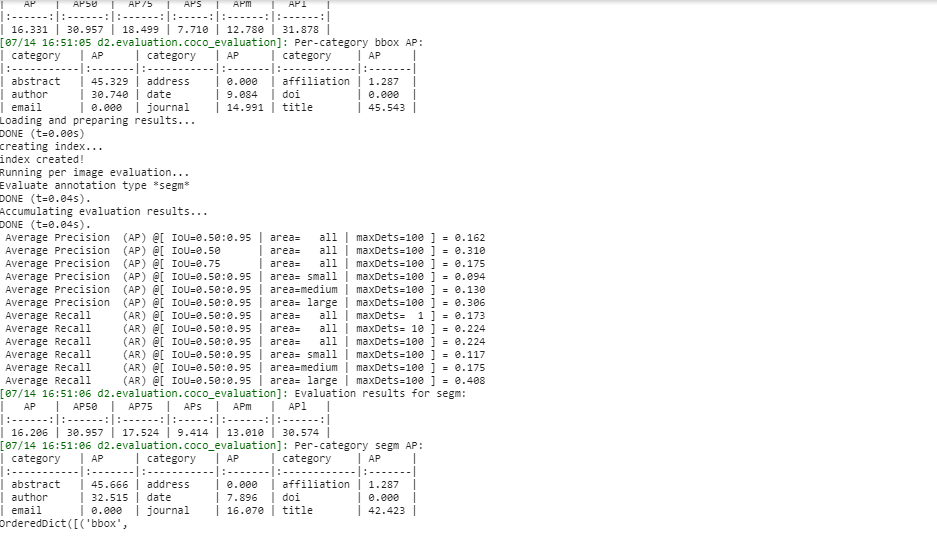 | AP | AP50 | AP75 | APs | APm | APl |
|:------:|:------:|:------:|:-----:|:------:|:------:|
| 16.331 | 30.957 | 18.499 | 7.710 | 12.780 | 31.878 |
[07/14 16:51:05 d2.evaluation.coco_evaluation]: Per-category bbox AP:
| category | AP | category | AP | category | AP |
|:-----------|:-------|:-----------|:-------|:------------|:-------|
| abstract | 45.329 | address | 0.000 | affiliation | 1.287 |
| author | 30.740 | date | 9.084 | doi | 0.000 |
| email | 0.000 | journal | 14.991 | title | 45.543 |
Loading and preparing results...
DONE (t=0.00s)
creating index...
index created!
Running per image evaluation...
Evaluate annotation type *segm*
DONE (t=0.04s).
Accumulating evaluation results...
DONE (t=0.04s).
Average Precision (AP) @[ IoU=0.50:0.95 | area= all | maxDets=100 ] = 0.162
Average Precision (AP) @[ IoU=0.50 | area= all | maxDets=100 ] = 0.310
Average Precision (AP) @[ IoU=0.75 | area= all | maxDets=100 ] = 0.175
Average Precision (AP) @[ IoU=0.50:0.95 | area= small | maxDets=100 ] = 0.094
Average Precision (AP) @[ IoU=0.50:0.95 | area=medium | maxDets=100 ] = 0.130
Average Precision (AP) @[ IoU=0.50:0.95 | area= large | maxDets=100 ] = 0.306
Average Recall (AR) @[ IoU=0.50:0.95 | area= all | maxDets= 1 ] = 0.173
Average Recall (AR) @[ IoU=0.50:0.95 | area= all | maxDets= 10 ] = 0.224
Average Recall (AR) @[ IoU=0.50:0.95 | area= all | maxDets=100 ] = 0.224
Average Recall (AR) @[ IoU=0.50:0.95 | area= small | maxDets=100 ] = 0.117
Average Recall (AR) @[ IoU=0.50:0.95 | area=medium | maxDets=100 ] = 0.175
Average Recall (AR) @[ IoU=0.50:0.95 | area= large | maxDets=100 ] = 0.408
[07/14 16:51:06 d2.evaluation.coco_evaluation]: Evaluation results for segm:
| AP | AP50 | AP75 | APs | APm | APl |
|:------:|:------:|:------:|:-----:|:------:|:------:|
| 16.206 | 30.957 | 17.524 | 9.414 | 13.010 | 30.574 |
[07/14 16:51:06 d2.evaluation.coco_evaluation]: Per-category segm AP:
| category | AP | category | AP | category | AP |
|:-----------|:-------|:-----------|:-------|:------------|:-------|
| abstract | 45.666 | address | 0.000 | affiliation | 1.287 |
| author | 32.515 | date | 7.896 | doi | 0.000 |
| email | 0.000 | journal | 16.070 | title | 42.423 |
OrderedDict([('bbox',